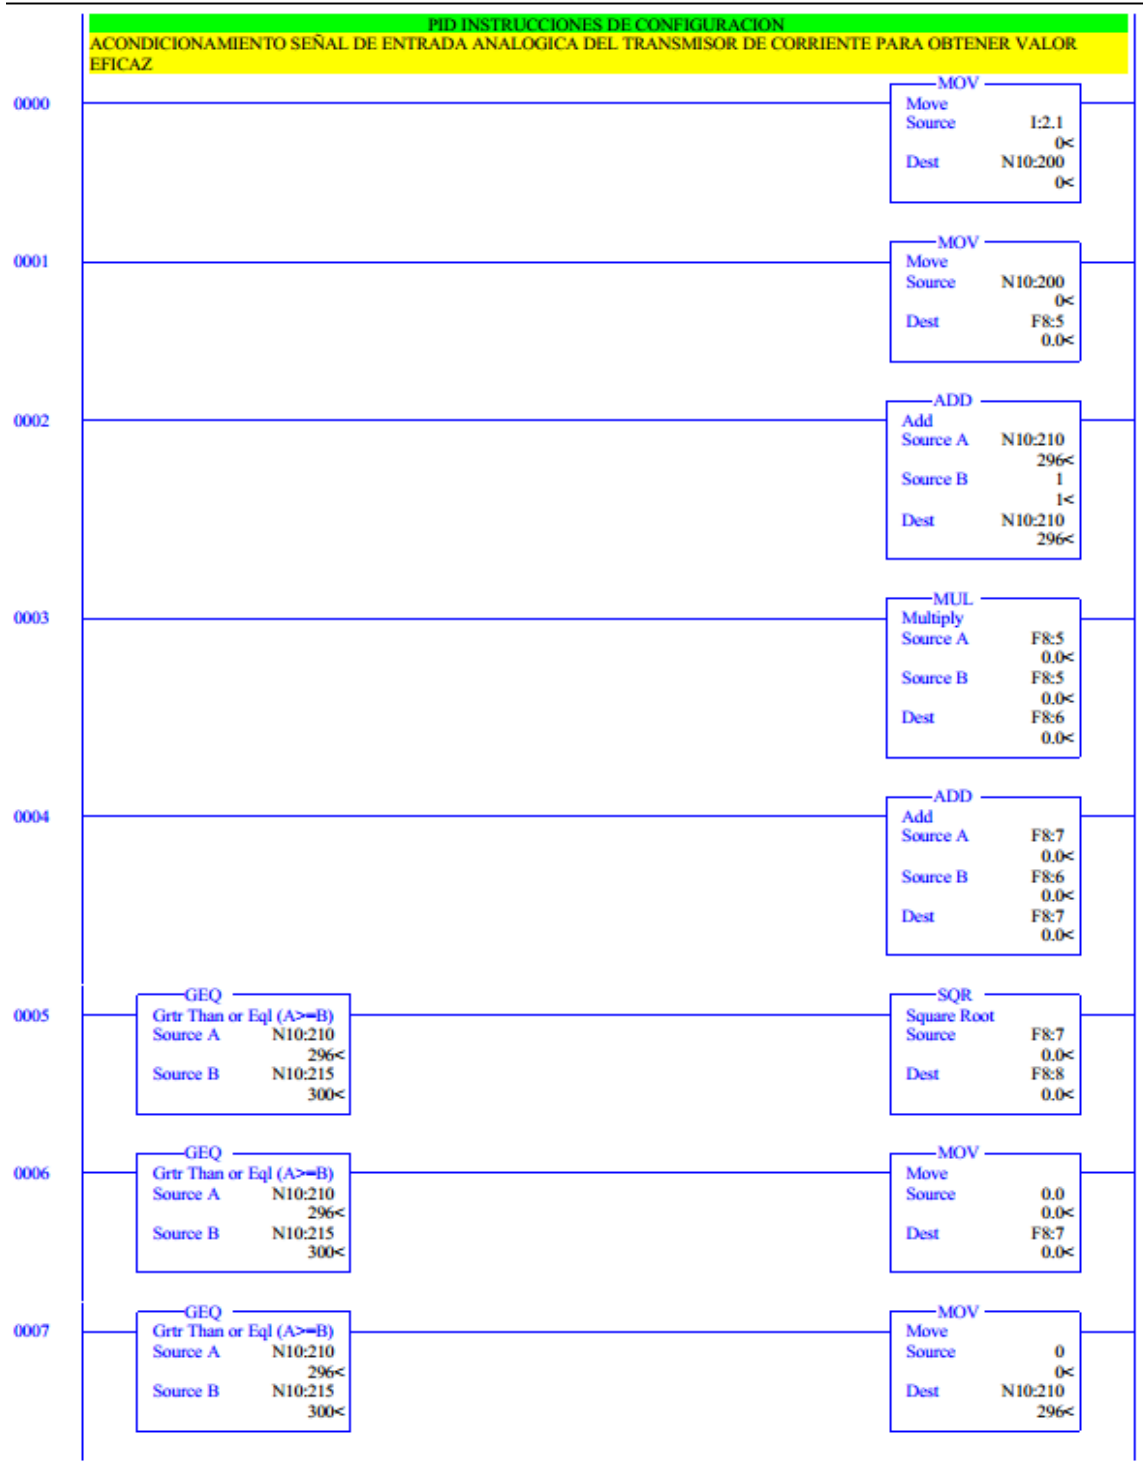 PID INSTRUCCIONES DE CONFIGURACION
ACONDICIONAMIENTO SEÑAL DE ENTRADA ANALOGICA DEL TRANSMISOR DE CORRIENTE PARA OBTENER VALOR
EFICAZ
0000
MOV
Move
Source I:2.1
0<
Dest N10:200
0<
0001
MOV
Move
Source N10:200
0<
Dest F8:5
0.0<
0002
ADD
Add
Source A N10:210
296<
Source B 1
1<
Dest N10:210
296<
0003
MUL
Multiply
Source A F8:5
0.0<
Source B F8:5
0.0<
Dest F8:6
0.0<
0004
ADD
Add
Source A F8:7
0.0<
Source B F8:6
0.0<
Dest F8:7
0.0<
0005
GEQ
Grtr Than or Eql (A>=B)
Source A N10:210
296<
Source B N10:215
300<
SQR
Square Root
Source F8:7
0.0<
Dest F8:8
0.0<
0006
GEQ
Grtr Than or Eql (A>=B)
Source A N10:210
296<
Source B N10:215
300<
MOV
Move
Source 0.0
0.0<
Dest F8:7
0.0<
0007
GEQ
Grtr Than or Eql (A>=B)
Source A N10:210
296<
Source B N10:215
300<
MOV
Move
Source 0
0<
Dest N10:210
296<